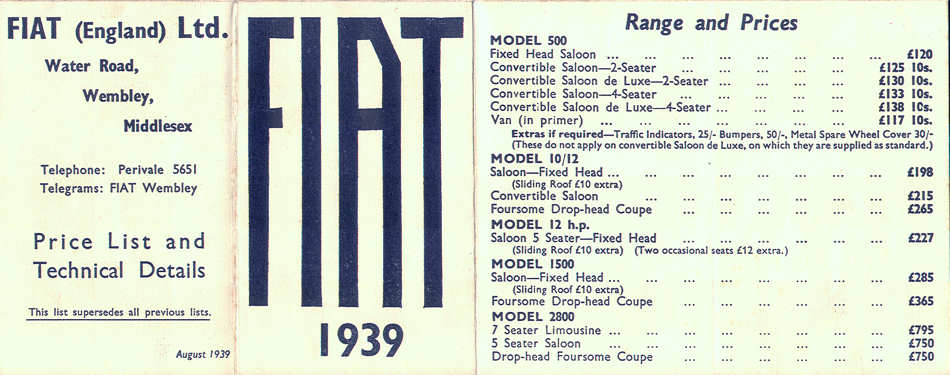 FIAT (England) Ltd.
Water Road,
Wembley,
Middlesex
Telephone: Perivale 5651
Telegrams: FIAT Wembley
Price List and
Technical Details
This list supersedes all previous lists.
August 1939
FIAT
1939
Range and Prices
MODEL 500
Fixed Head Saloon ... ... ... ... ... ... ... £120
Convertible Saloon—2-Seater ... ... ... ... ... £125 10s.
Convertible Saloon de Luxe—2-Seater ... ... ... ... £130 10s.
Convertible Saloon—4-Seater ... ... ... ... ... £133 10s.
Convertible Saloon de Luxe—4-Seater ... ... ... ... £138 10s.
Van (in primer) ... ... ... ... ... ... £117 10s.
Extras if required—Traffic Indicators, 25/- Bumpers, 50/-, Metal Spare Wheel Cover 30/-
(These do not apply on convertible Saloon de Luxe, on which they are supplied as standard.)
MODEL 10/12
Saloon—Fixed Head ... ... ... ... ... ... £198
(Sliding Roof £10 extra)
Convertible Saloon ... ... ... ... ... £215
Foursome Drop-head Coupe ... ... ... ... ... £265
MODEL 12 h.p.
Saloon 5 Seater—Fixed Head ... ... ... ... ... £227
(Sliding Roof £10 extra) (Two occasional seats £12 extra.)
MODEL 1500
Saloon—Fixed Head ... ... ... ... ... ... £285
(Sliding Roof £10 extra)
Foursome Drop-head Coupe ... ... ... ... ... £365
MODEL 2800
7 Seater Limousine ... ... ... ... ... ... £795
5 Seater Saloon ... ... ... ... ... ... £750
Drop-head Foursome Coupe ... ... ... ... ... £750